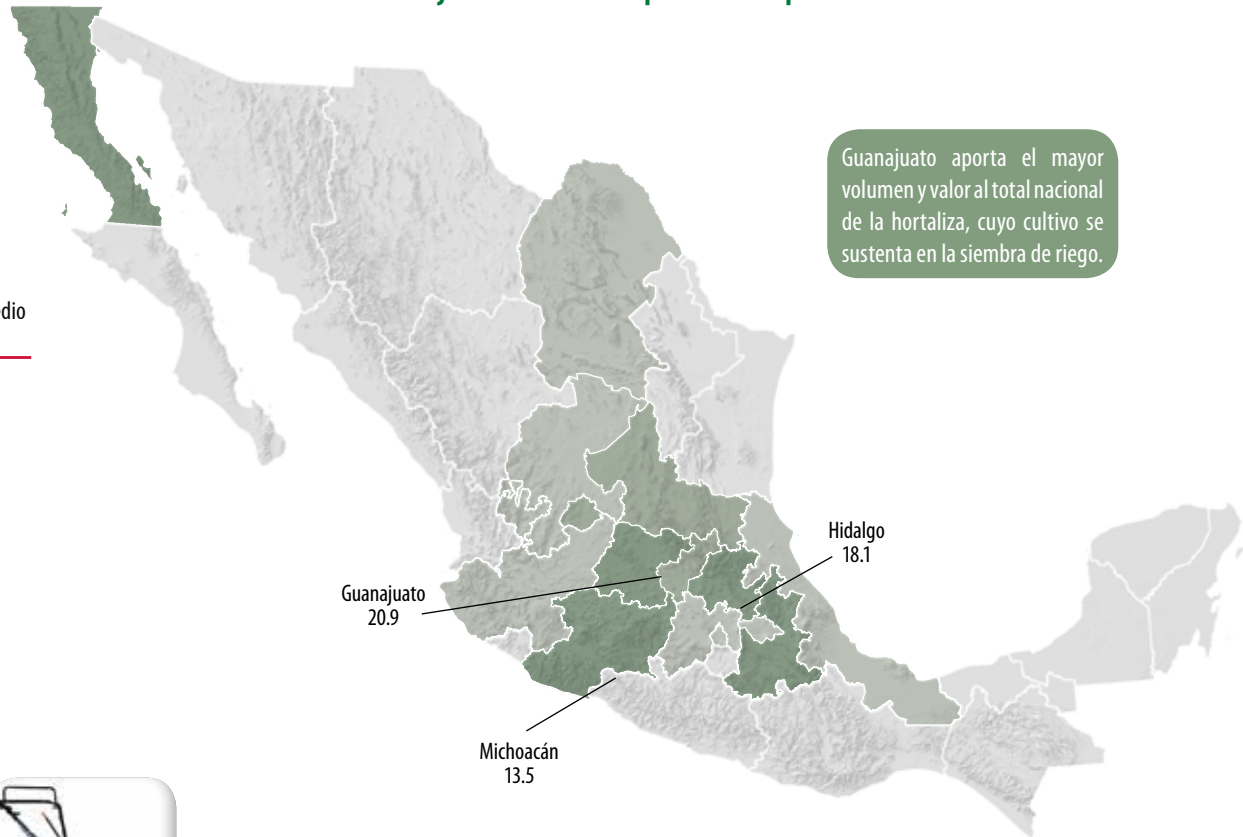 Guanajuato aporta el mayor
volumen y valor al total nacional
de la hortaliza, cuyo cultivo se
sustenta en la siembra de riego.
Hidalgo
18.1
Guanajuato
20.9
Michoacán
13.5